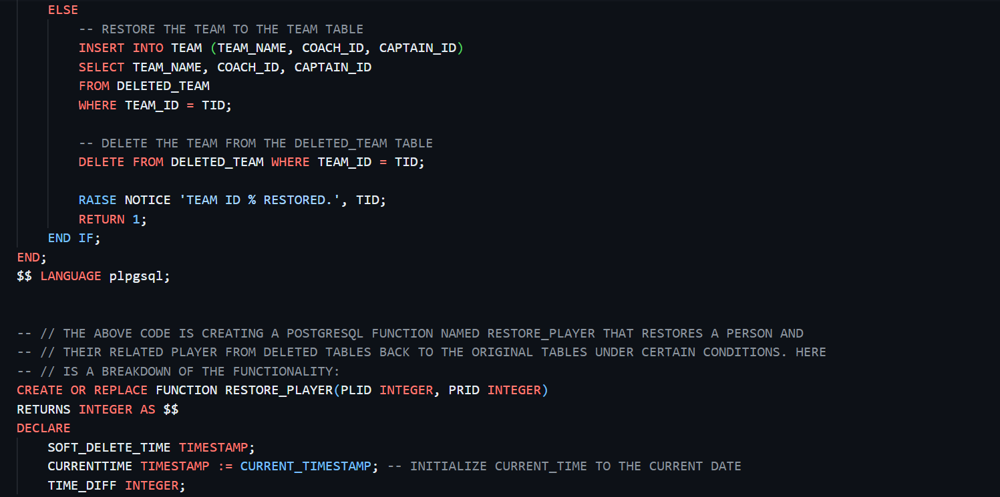 ELSE
-- RESTORE THE TEAM TO THE TEAM TABLE
INSERT INTO TEAM (TEAM_NAME, COACH_ID, CAPTAIN_ID)
SELECT TEAM_NAME, COACH_ID, CAPTAIN_ID
FROM DELETED_TEAM
WHERE TEAM_ID = TID;
-- DELETE THE TEAM FROM THE DELETED_TEAM TABLE
DELETE FROM DELETED_TEAM WHERE TEAM_ID = TID;
RAISE NOTICE 'TEAM ID % RESTORED.', TID;
RETURN 1;
END IF;
END;
$$ LANGUAGE plpgsql;
-- // THE ABOVE CODE IS CREATING A POSTGRESQL FUNCTION NAMED RESTORE_PLAYER THAT RESTORES A PERSON AND
-- // THEIR RELATED PLAYER FROM DELETED TABLES BACK TO THE ORIGINAL TABLES UNDER CERTAIN CONDITIONS. HERE
-- // IS A BREAKDOWN OF THE FUNCTIONALITY:
CREATE OR REPLACE FUNCTION RESTORE_PLAYER(PLID INTEGER, PRID INTEGER)
RETURNS INTEGER AS $$
DECLARE
SOFT_DELETE_TIME TIMESTAMP;
CURRENTTIME TIMESTAMP := CURRENT_TIMESTAMP; -- INITIALIZE CURRENT_TIME TO THE CURRENT DATE
TIME_DIFF INTEGER;